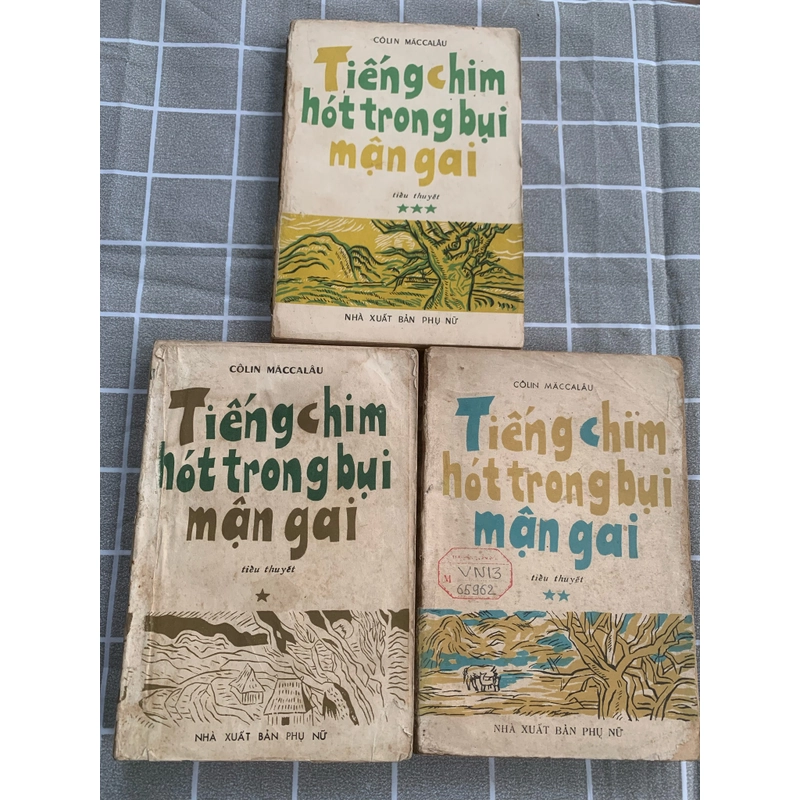 CÔLIN MÁCCALÂU
Tiếng chim
hót trong bụi
mận gai
tiểu thuyết
★★★
NHÀ XUẤT BẢN PHỤ NỮ
CÔLIN MÁCCALÂU
Tiếng chim
hót trong bụi
mận gai
tiểu thuyết
★
NHÀ XUẤT BẢN PHỤ NỮ
CÔLIN MÁCCALÂU
Tiếng chim
hót trong bụi
mận gai
M VN13
65962
tiểu thuyết
★★
NHÀ XUẤT BẢN PHỤ NỮ